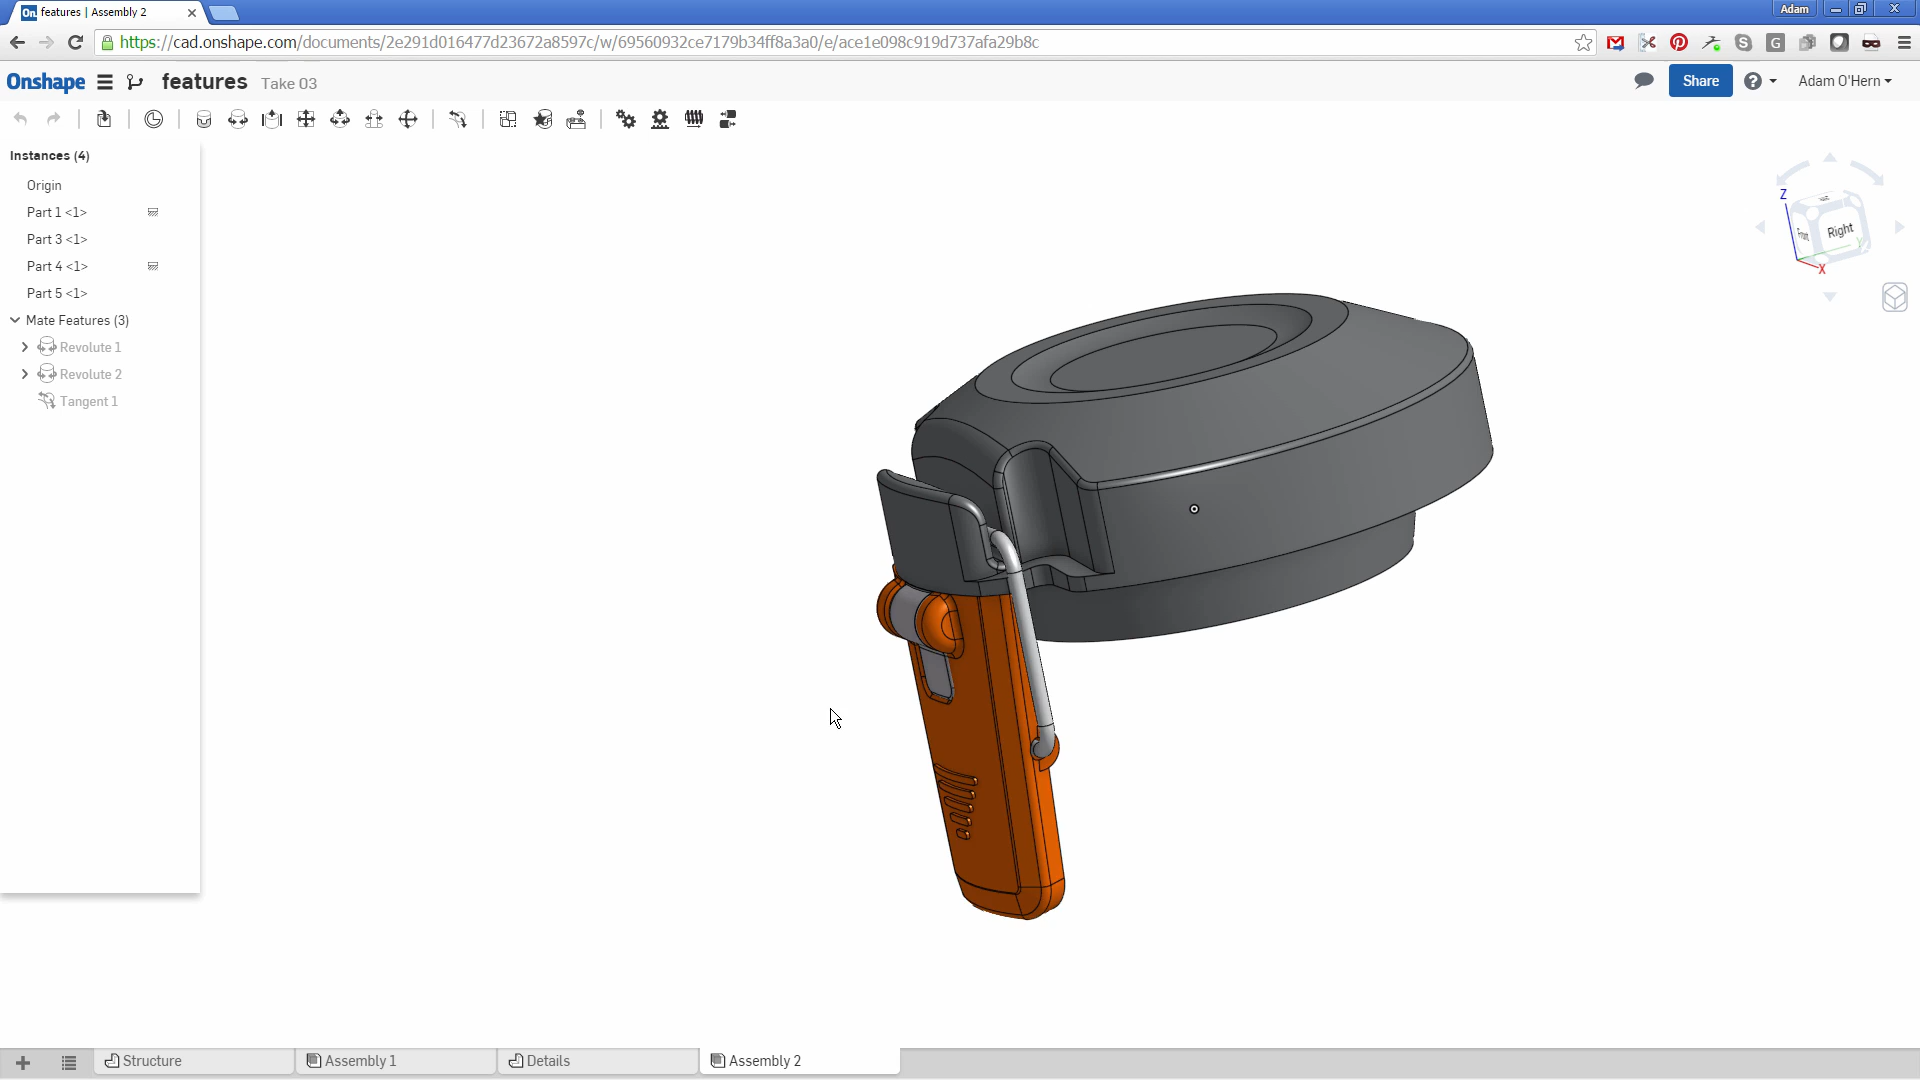 features | Assembly 2
Adam
https://cad.onshape.com/documents/2e291d016477d23672a8597c/w/69560932ce7179b34ff8a3a0/e/ace1e098c919d737afa29b8c
Onshape features Take 03 Share Adam O'Hern
Instances (4)
Origin
Part 1 <1>
Part 3 <1>
Part 4 <1>
Part 5 <1>
Mate Features (3)
Revolute 1
Revolute 2
Tangent 1
Z
Front
Right
Y
X
Structure
Assembly 1
Details
Assembly 2